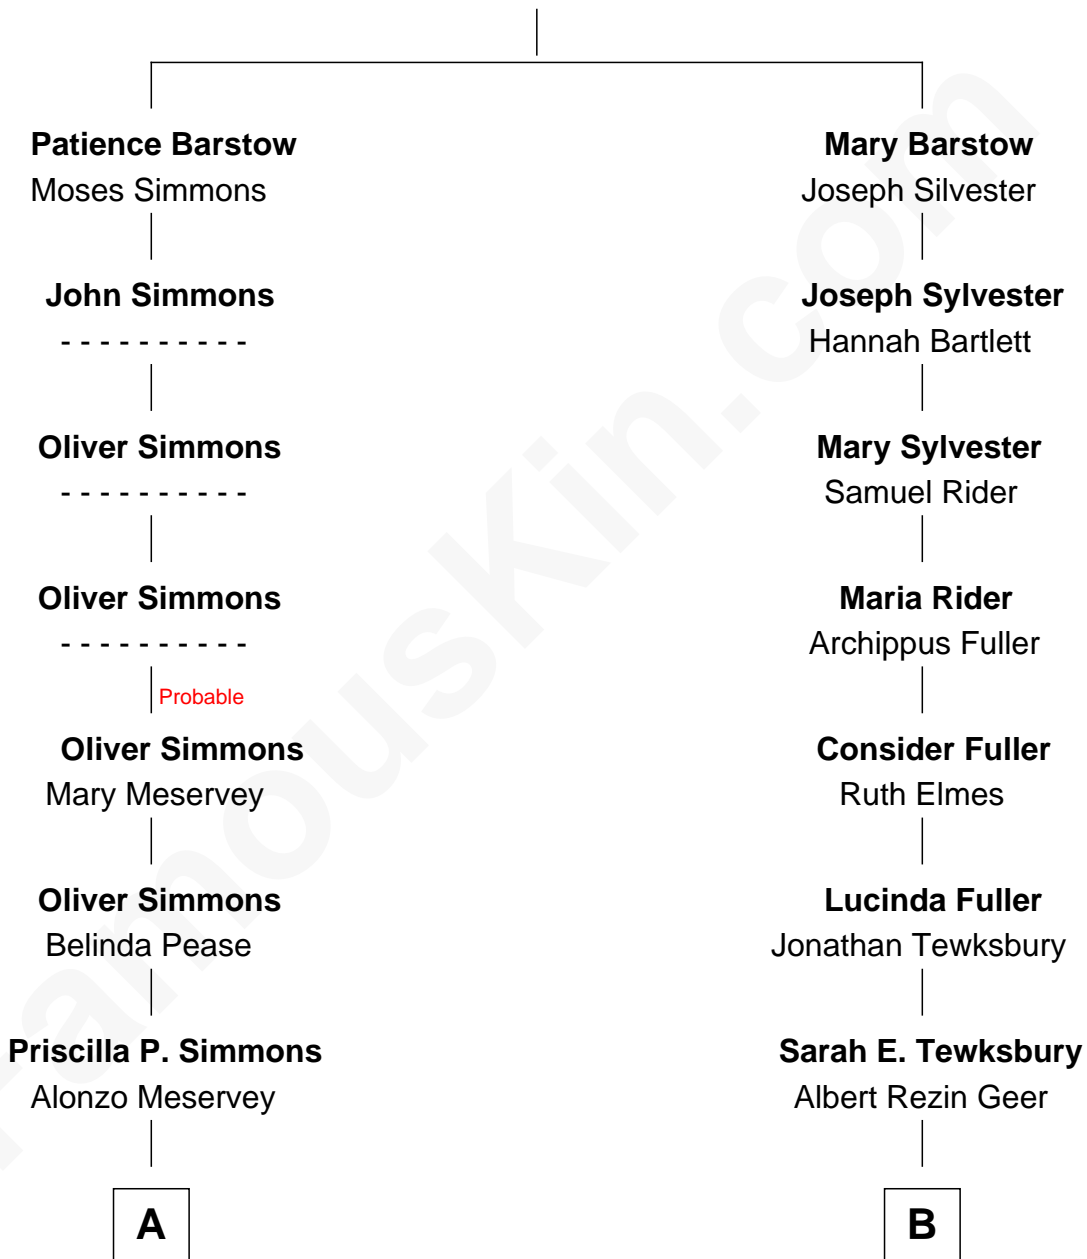 Patience Barstow
Moses Simmons
Mary Barstow
Joseph Silvester
John Simmons
- - - - - - - - - -
Joseph Sylvester
Hannah Bartlett
Oliver Simmons
- - - - - - - - - -
Mary Sylvester
Samuel Rider
Oliver Simmons
- - - - - - - - - -
Maria Rider
Archippus Fuller
Probable
Oliver Simmons
Mary Meservey
Consider Fuller
Ruth Elmes
Oliver Simmons
Belinda Pease
Lucinda Fuller
Jonathan Tewksbury
Priscilla P. Simmons
Alonzo Meservey
Sarah E. Tewksbury
Albert Rezin Geer
A
B
FamousKin.com